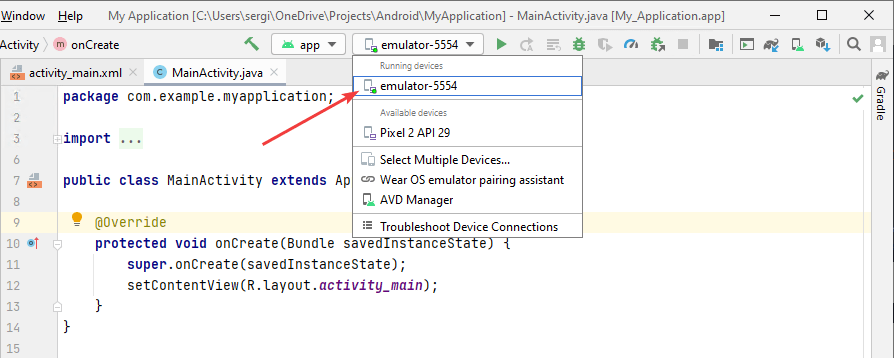 Window Help My Application [C:\Users\sergi\OneDrive\Projects\Android\MyApplication] - MainActivity.java [My_Application.app]
Activity onCreate app emulator-5554
activity_main.xml MainActivity.java
Running devices
emulator-5554
Available devices
Pixel 2 API 29
Select Multiple Devices...
Wear OS emulator pairing assistant
AVD Manager
Troubleshoot Device Connections
1 package com.example.myapplication;
2
3 import ...
6
7 public class MainActivity extends Ap
8
9 @Override
10 protected void onCreate(Bundle savedInstanceState) {
11 super.onCreate(savedInstanceState);
12 setContentView(R.layout.activity_main);
13 }
14 }
15
Gradle